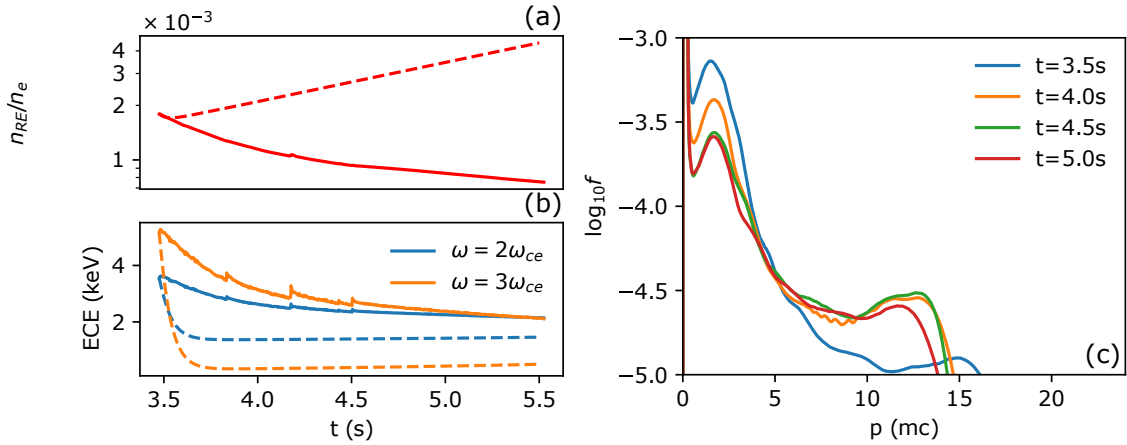 (a)
× 10⁻³
4
3
2
1
n_RE/n_e
(b)
ω = 2ω_ce
ω = 3ω_ce
4
2
ECE (keV)
3.5 4.0 4.5 5.0 5.5
t (s)
−3.0
−3.5
−4.0
−4.5
−5.0
log₁₀f
t=3.5s
t=4.0s
t=4.5s
t=5.0s
(c)
0 5 10 15 20
p (mc)